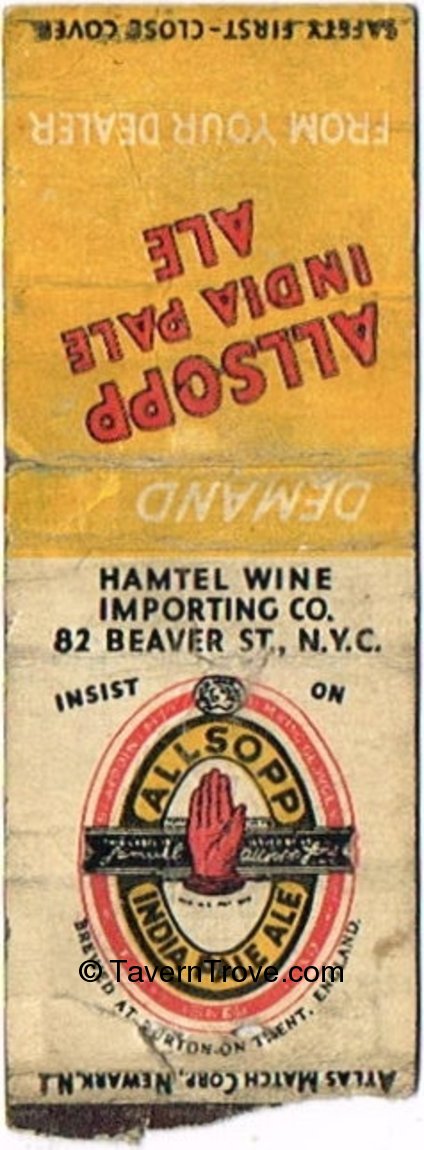 SAFETY FIRST-CLOSE COVER
DEMAND
ALLSOPP
INDIA PALE
ALE
FROM YOUR DEALER
HAMTEL WINE
IMPORTING CO.
82 BEAVER ST., N.Y.C.
INSIST ON
ALLSOPP
INDIA PALE ALE
BREWED AT BURTON-ON TRENT, ENGLAND.
© TavernTrove.com
ATLAS MATCH CORP., NEWARK, N.J.